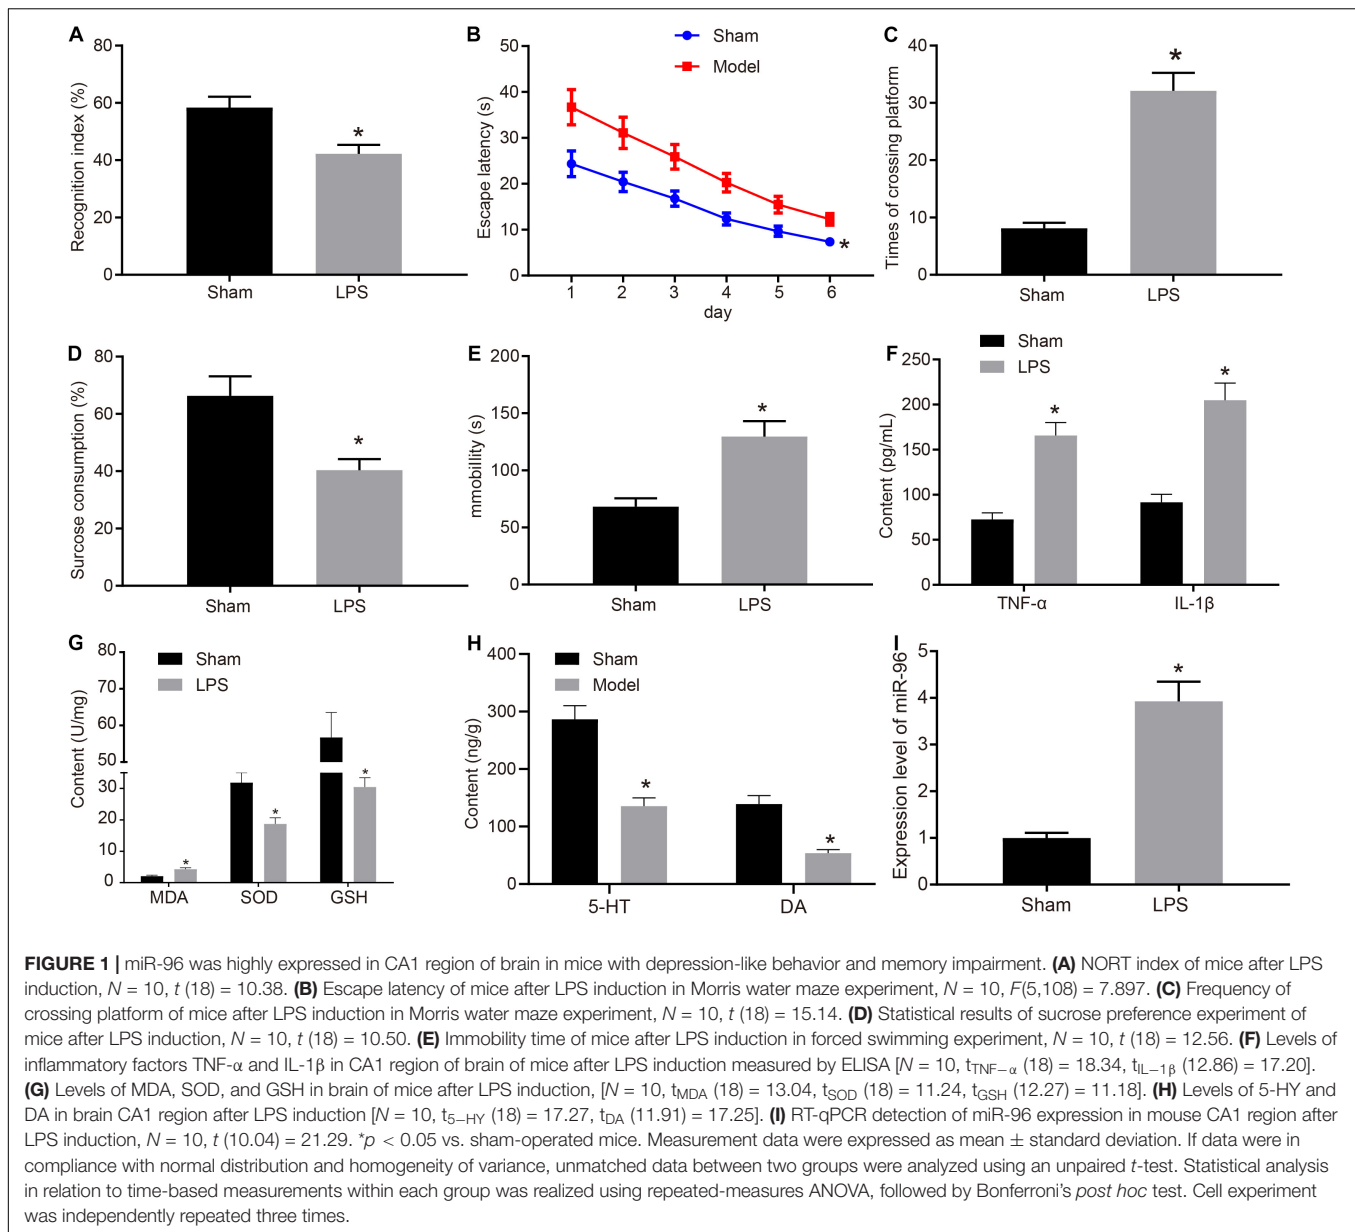 A
80
60
40
20
0
Recognition index (%)
*
Sham
LPS
B
Sham
Model
50
40
30
20
10
0
Escape latency (s)
*
1 2 3 4 5 6
day
C
40
30
20
10
0
Times of crossing platform
*
Sham
LPS
D
80
60
40
20
0
Surcose consumption (%)
*
Sham
LPS
E
200
150
100
50
0
mmobillity (s)
*
Sham
LPS
F
Sham
LPS
250
200
150
100
50
0
Content (pg/mL)
*
*
TNF-α
IL-1β
G
Sham
LPS
80
70
60
50
30
20
10
0
Content (U/mg)
*
*
*
MDA
SOD
GSH
H
Sham
Model
400
300
200
100
0
Content (ng/g)
*
*
5-HT
DA
I
5
4
3
2
1
0
Expression level of miR-96
*
Sham
LPS
FIGURE 1 | miR-96 was highly expressed in CA1 region of brain in mice with depression-like behavior and memory impairment. (A) NORT index of mice after LPS
induction, N = 10, t (18) = 10.38. (B) Escape latency of mice after LPS induction in Morris water maze experiment, N = 10, F(5,108) = 7.897. (C) Frequency of
crossing platform of mice after LPS induction in Morris water maze experiment, N = 10, t (18) = 15.14. (D) Statistical results of sucrose preference experiment of
mice after LPS induction, N = 10, t (18) = 10.50. (E) Immobility time of mice after LPS induction in forced swimming experiment, N = 10, t (18) = 12.56. (F) Levels of
inflammatory factors TNF-α and IL-1β in CA1 region of brain of mice after LPS induction measured by ELISA [N = 10, tTNF−α (18) = 18.34, tIL−1β (12.86) = 17.20].
(G) Levels of MDA, SOD, and GSH in brain of mice after LPS induction, [N = 10, tMDA (18) = 13.04, tSOD (18) = 11.24, tGSH (12.27) = 11.18]. (H) Levels of 5-HY and
DA in brain CA1 region after LPS induction [N = 10, t5−HY (18) = 17.27, tDA (11.91) = 17.25]. (I) RT-qPCR detection of miR-96 expression in mouse CA1 region after
LPS induction, N = 10, t (10.04) = 21.29. *p < 0.05 vs. sham-operated mice. Measurement data were expressed as mean ± standard deviation. If data were in
compliance with normal distribution and homogeneity of variance, unmatched data between two groups were analyzed using an unpaired t-test. Statistical analysis
in relation to time-based measurements within each group was realized using repeated-measures ANOVA, followed by Bonferroni's post hoc test. Cell experiment
was independently repeated three times.